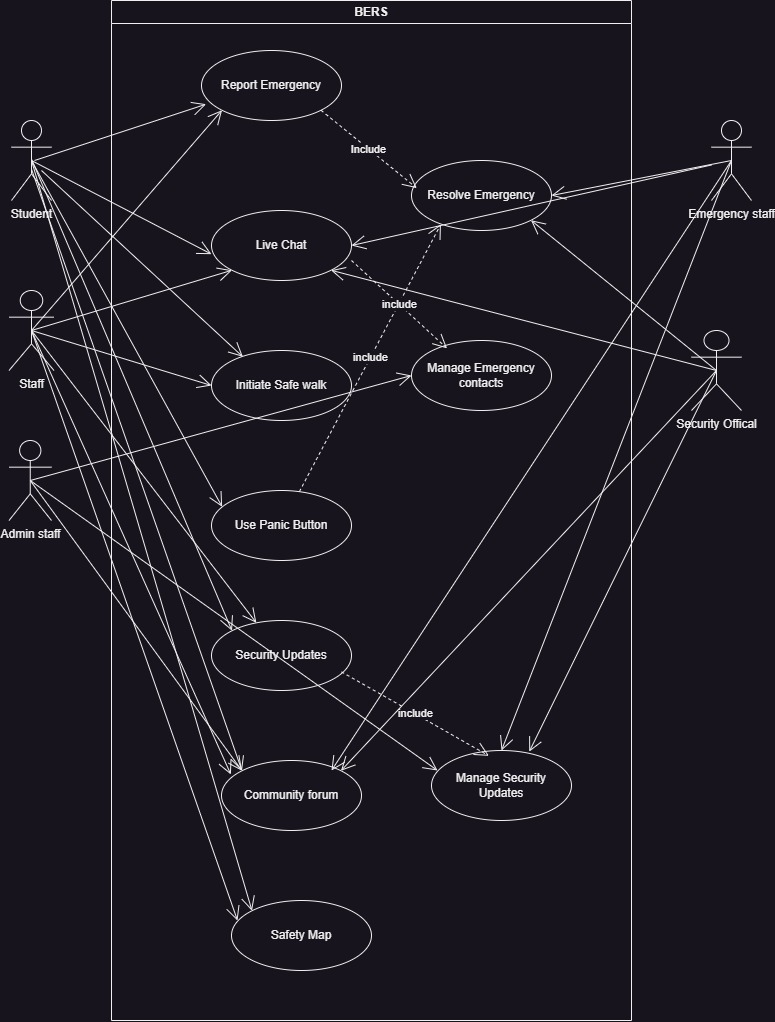 BERS
Report Emergency
Include
Resolve Emergency
Student
Emergency staff
Live Chat
include
include
Manage Emergency
contacts
Staff
Initiate Safe walk
Security Offical
Use Panic Button
Admin staff
Security Updates
include
Manage Security
Updates
Community forum
Safety Map